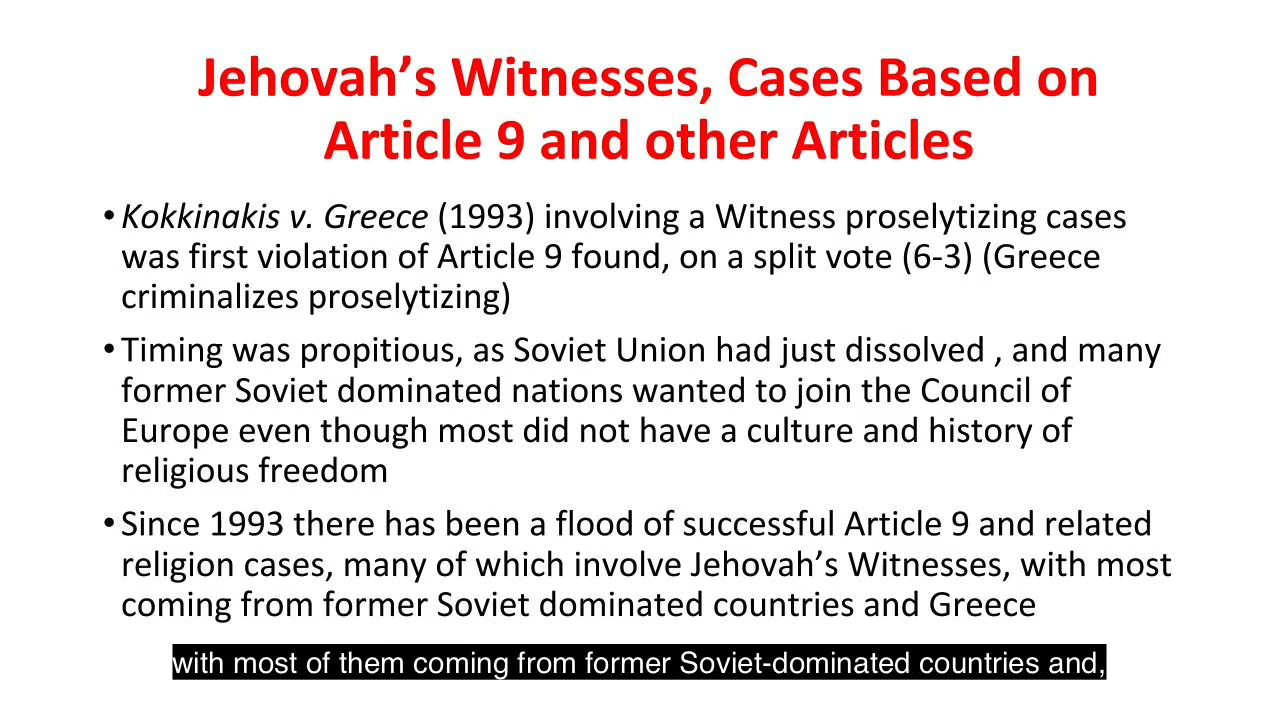 Jehovah’s Witnesses, Cases Based on
Article 9 and other Articles
• Kokkinakis v. Greece (1993) involving a Witness proselytizing cases
was first violation of Article 9 found, on a split vote (6-3) (Greece
criminalizes proselytizing)
• Timing was propitious, as Soviet Union had just dissolved , and many
former Soviet dominated nations wanted to join the Council of
Europe even though most did not have a culture and history of
religious freedom
• Since 1993 there has been a flood of successful Article 9 and related
religion cases, many of which involve Jehovah’s Witnesses, with most
coming from former Soviet dominated countries and Greece
with most of them coming from former Soviet-dominated countries and,